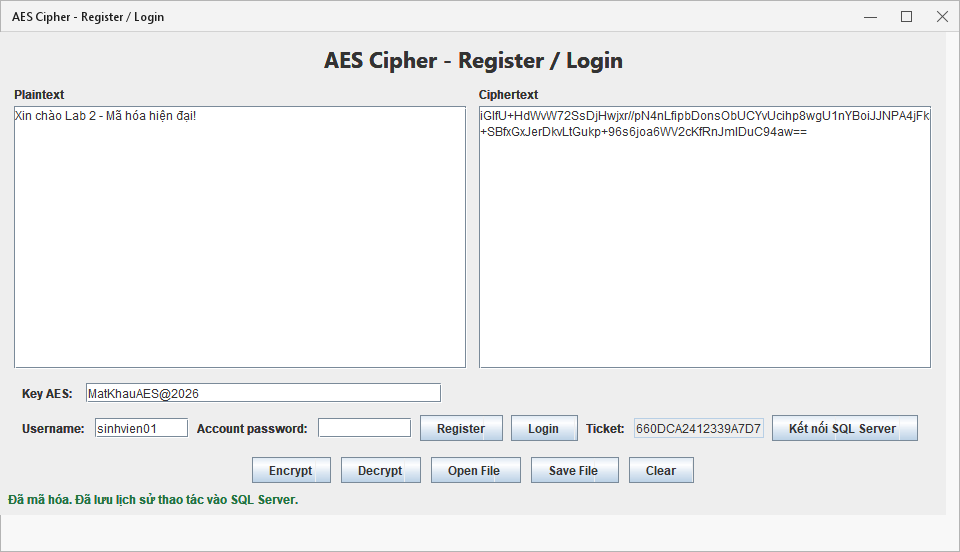 AES Cipher - Register / Login
AES Cipher - Register / Login
Plaintext
Ciphertext
Xin chào Lab 2 - Mã hóa hiện đại!
iGIfU+HdWvW72SsDjHwjxr//pN4nLfipbDonsObUCYvUcihp8wgU1nYBoiJJNPA4jFk
+SBfxGxJerDkvLtGukp+96s6joa6WV2cKfRnJmIDuC94aw==
Key AES: MatKhauAES@2026
Username: sinhvien01 Account password: Register Login Ticket: 660DCA2412339A7D7 Kết nối SQL Server
Encrypt Decrypt Open File Save File Clear
Đã mã hóa. Đã lưu lịch sử thao tác vào SQL Server.